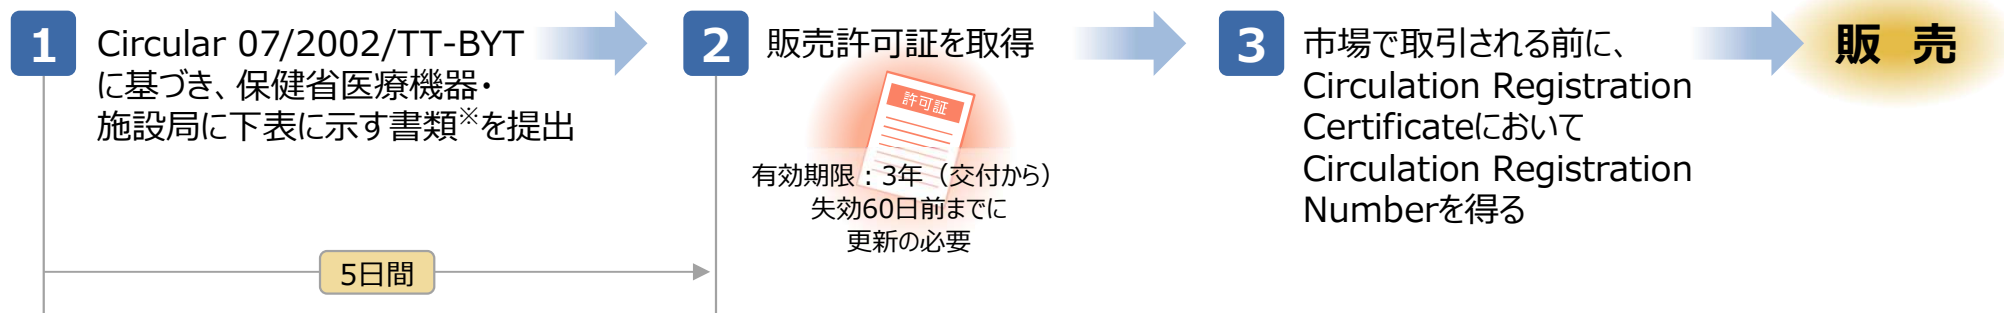 1
Circular 07/2002/TT-BYT
に基づき、保健省医療機器・
施設局に下表に示す書類※を提出
5日間
2
販売許可証を取得
許可証
有効期限：3年（交付から）
失効60日前までに
更新の必要
3
市場で取引される前に、
Circulation Registration
Certificateにおいて
Circulation Registration
Numberを得る
販 売